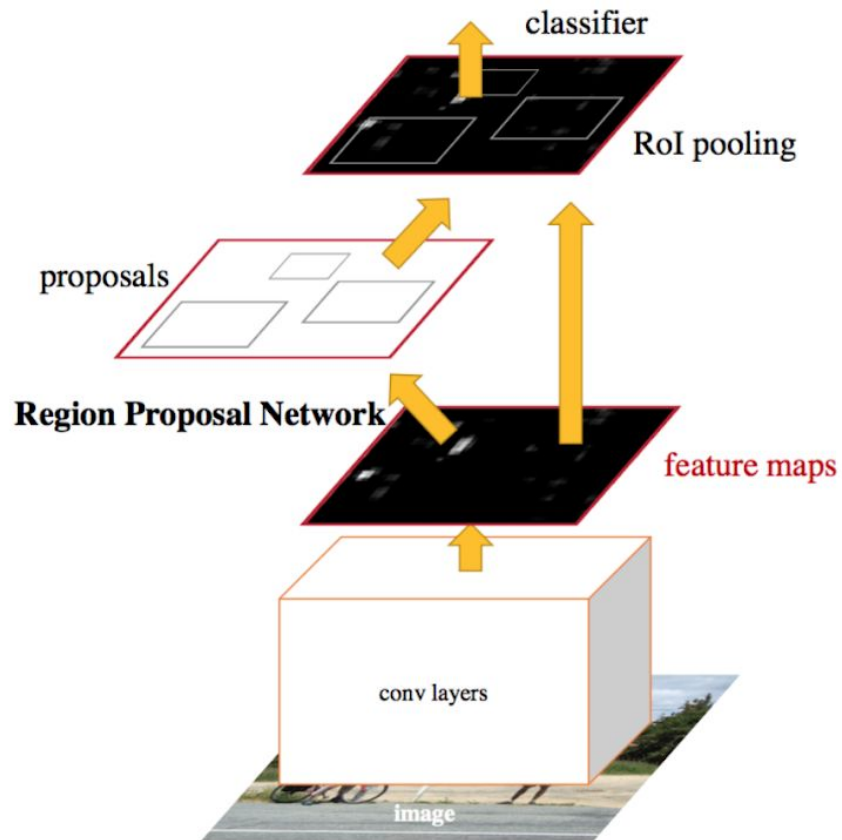 classifier
RoI pooling
proposals
Region Proposal Network
feature maps
conv layers
image